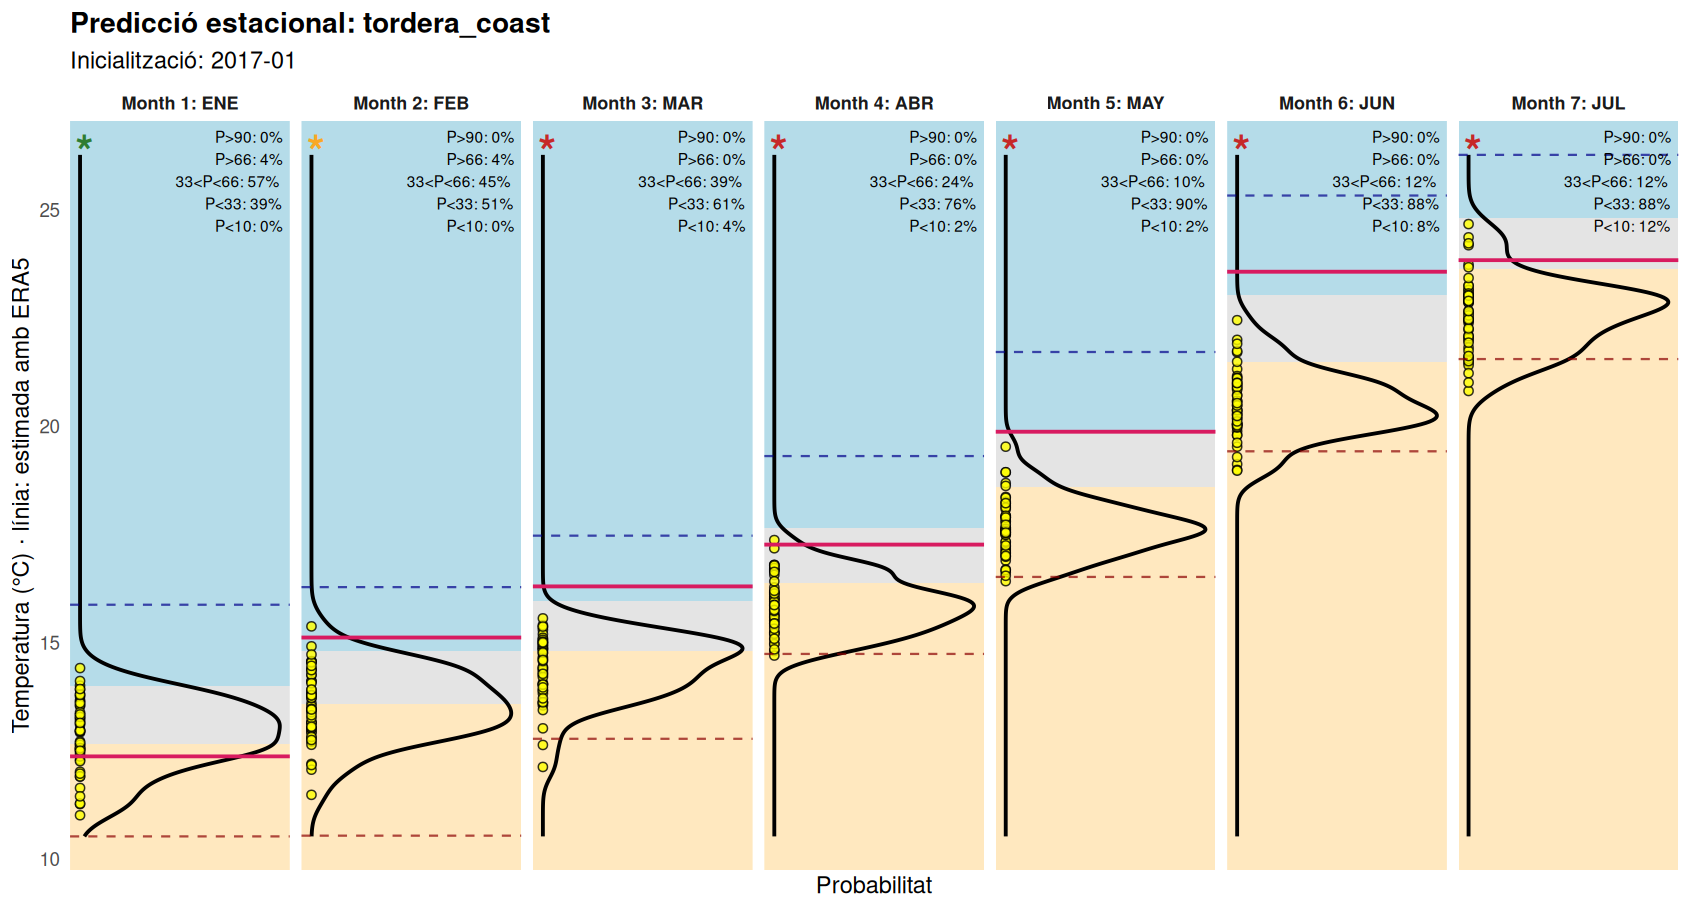 Predicció estacional: tordera_coast
Inicialització: 2017-01
Month 1: ENE
Month 2: FEB
Month 3: MAR
Month 4: ABR
Month 5: MAY
Month 6: JUN
Month 7: JUL
*
P>90: 0%
P>66: 4%
33<P<66: 57%
P<33: 39%
P<10: 0%
*
P>90: 0%
P>66: 4%
33<P<66: 45%
P<33: 51%
P<10: 0%
*
P>90: 0%
P>66: 0%
33<P<66: 39%
P<33: 61%
P<10: 4%
*
P>90: 0%
P>66: 0%
33<P<66: 24%
P<33: 76%
P<10: 2%
*
P>90: 0%
P>66: 0%
33<P<66: 10%
P<33: 90%
P<10: 2%
*
P>90: 0%
P>66: 0%
33<P<66: 12%
P<33: 88%
P<10: 8%
*
P>90: 0%
P>66: 0%
33<P<66: 12%
P<33: 88%
P<10: 12%
Temperatura (°C) · línia: estimada amb ERA5
25
20
15
10
Probabilitat